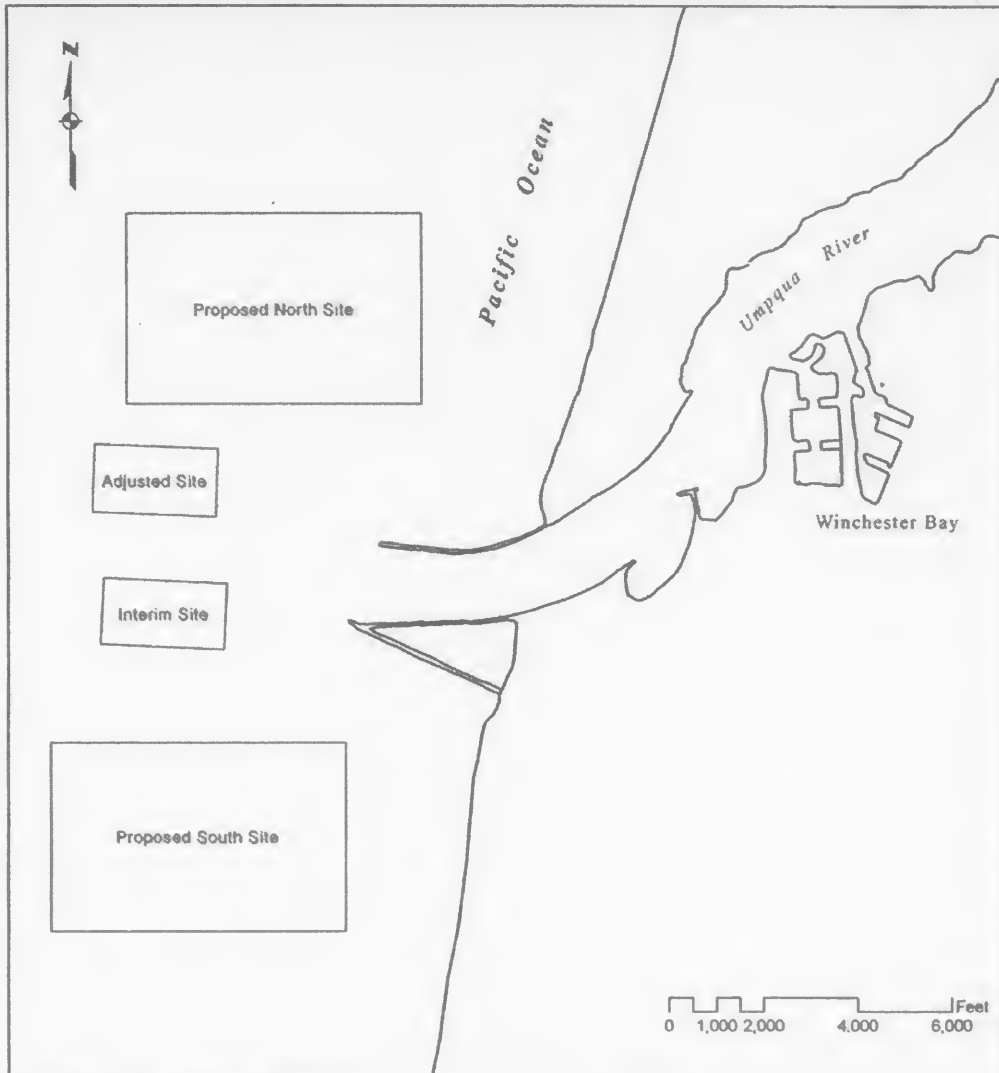 N
Pacific Ocean
Umpqua River
Proposed North Site
Adjusted Site
Winchester Bay
Interim Site
Proposed South Site
Feet
0 1,000 2,000 4,000 6,000